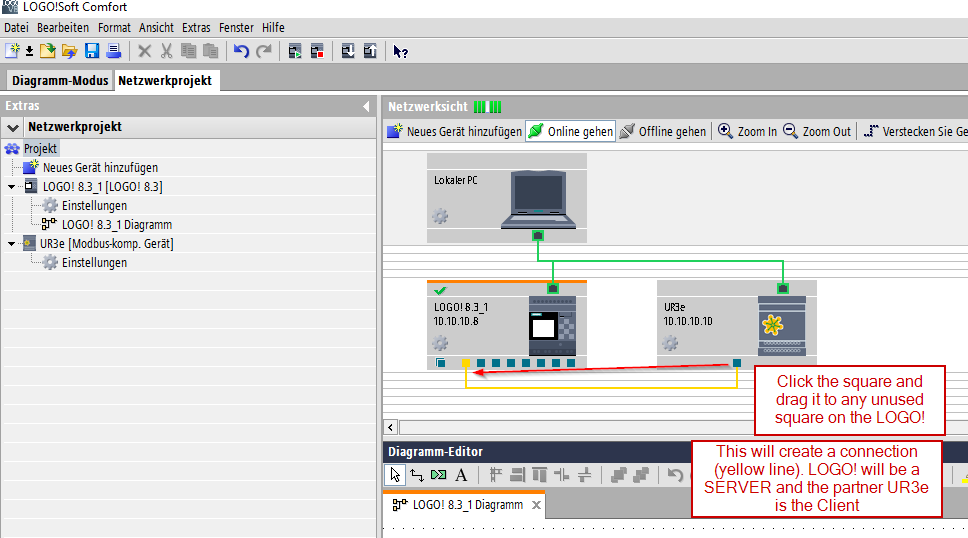 LOGO!Soft Comfort
Datei Bearbeiten Format Ansicht Extras Fenster Hilfe
Diagramm-Modus Netzwerkprojekt
Extras
Netzwerkprojekt
Projekt
Neues Gerät hinzufügen
LOGO! 8.3_1 [LOGO! 8.3]
Einstellungen
LOGO! 8.3_1 Diagramm
UR3e [Modbus-komp. Gerät]
Einstellungen
Netzwerksicht
Neues Gerät hinzufügen Online gehen Offline gehen Zoom In Zoom Out Verstecken Sie Ge
Lokaler PC
LOGO! 8.3_1
10.10.10.8
UR3e
10.10.10.10
Click the square and
drag it to any unused
square on the LOGO!
Diagramm-Editor
This will create a connection
(yellow line). LOGO! will be a
SERVER and the partner UR3e
is the Client
A
LOGO! 8.3_1 Diagramm